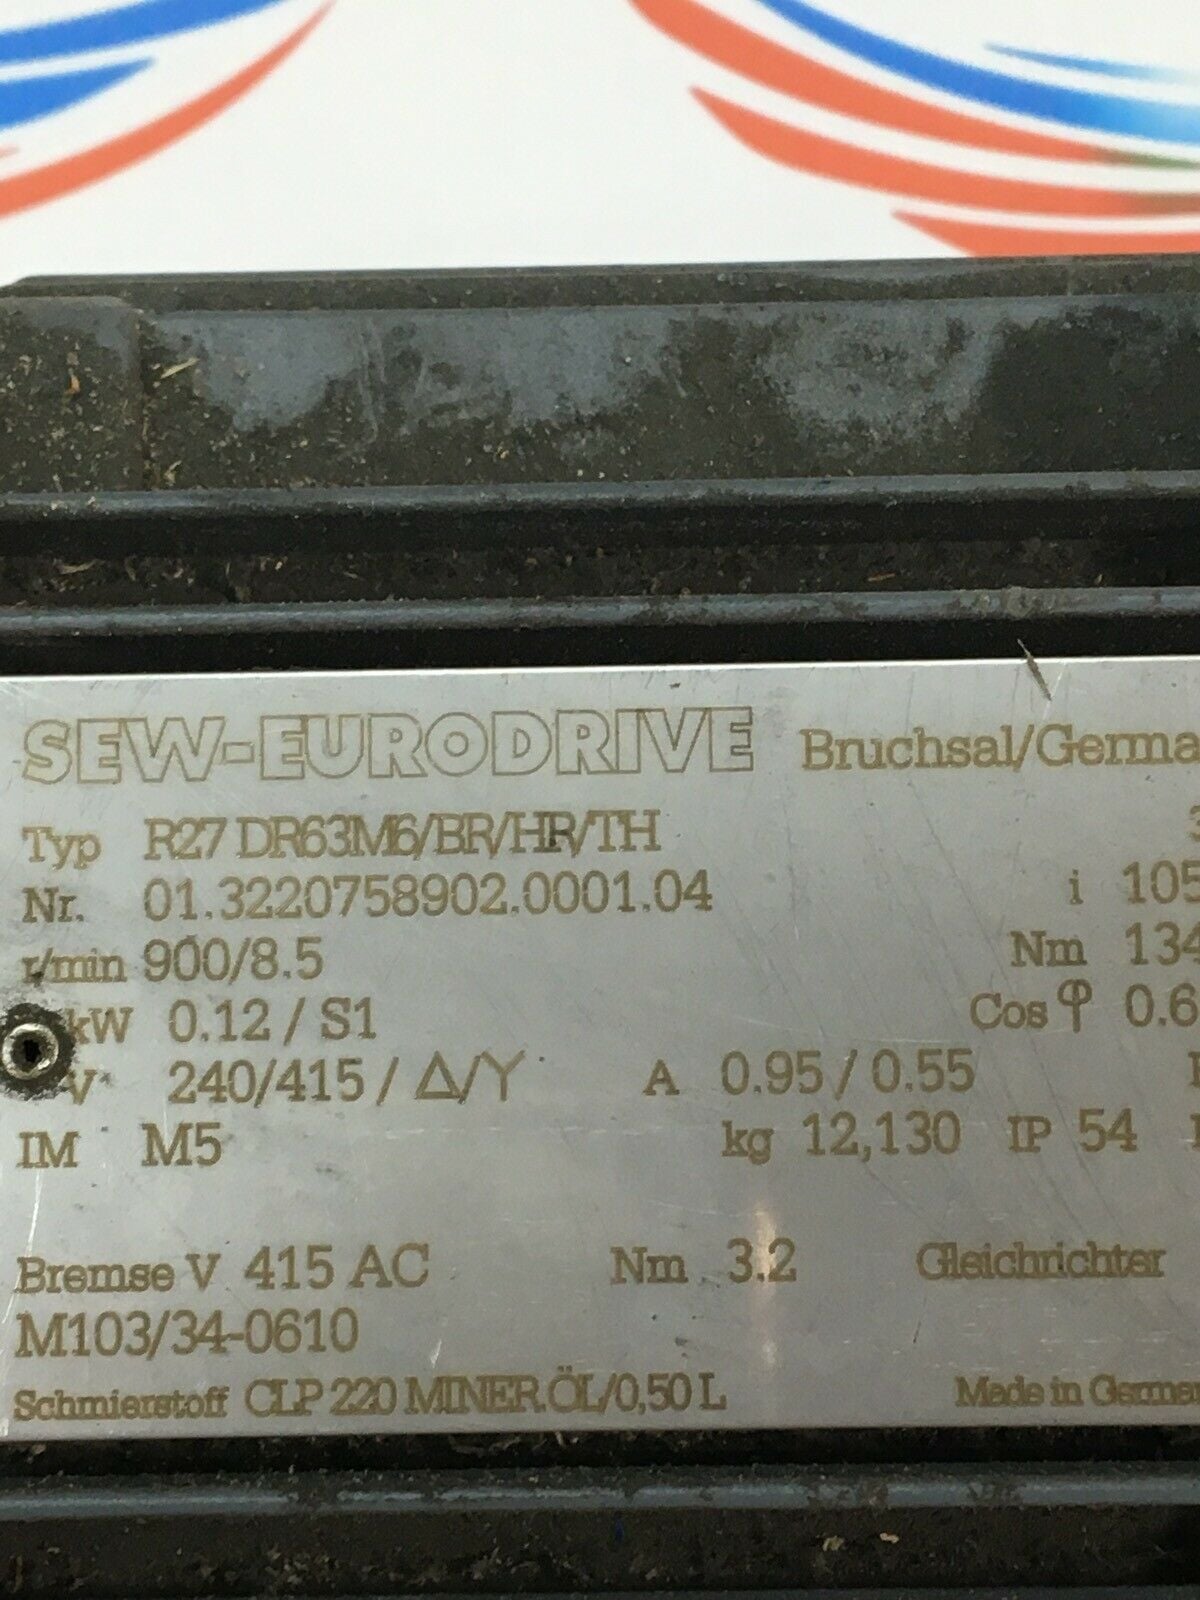 SEW-EURODRIVE Bruchsal/Germa
Typ R27 DR63M6/BR/HR/TH 3
Nr. 01.3220758902.0001.04 i 105
r/min 900/8.5 Nm 134
kW 0.12 / S1 Cos φ 0.6
V 240/415 / Δ/Y A 0.95 / 0.55
IM M5 kg 12,130 IP 54
Bremse V 415 AC Nm 3.2 Gleichrichter
M103/34-0610
Schmierstoff CLP 220 MINER.ÖL/0,50 L Made in German